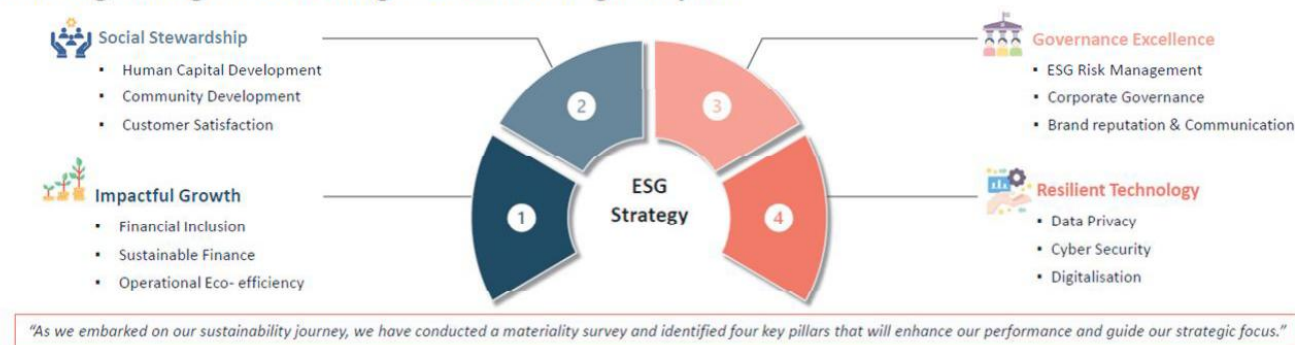 Social Stewardship
▪ Human Capital Development
▪ Community Development
▪ Customer Satisfaction
Impactful Growth
▪ Financial Inclusion
▪ Sustainable Finance
▪ Operational Eco- efficiency
2
3
1
4
ESG
Strategy
Governance Excellence
▪ ESG Risk Management
▪ Corporate Governance
▪ Brand reputation & Communication
Resilient Technology
▪ Data Privacy
▪ Cyber Security
▪ Digitalisation
“As we embarked on our sustainability journey, we have conducted a materiality survey and identified four key pillars that will enhance our performance and guide our strategic focus.”